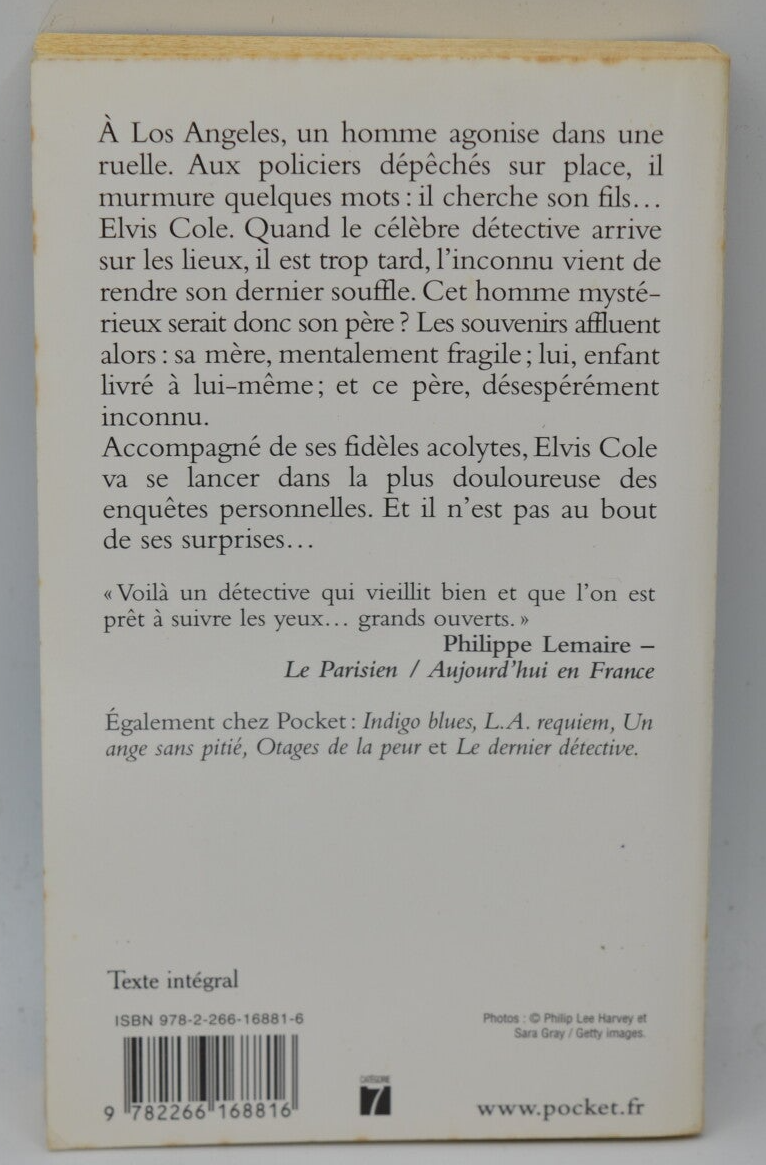 À Los Angeles, un homme agonise dans une
ruelle. Aux policiers dépêchés sur place, il
murmure quelques mots : il cherche son fils…
Elvis Cole. Quand le célèbre détective arrive
sur les lieux, il est trop tard, l'inconnu vient de
rendre son dernier souffle. Cet homme mysté-
rieux serait donc son père ? Les souvenirs affluent
alors : sa mère, mentalement fragile ; lui, enfant
livré à lui-même ; et ce père, désespérément
inconnu.
Accompagné de ses fidèles acolytes, Elvis Cole
va se lancer dans la plus douloureuse des
enquêtes personnelles. Et il n'est pas au bout
de ses surprises…
« Voilà un détective qui vieillit bien et que l'on est
prêt à suivre les yeux… grands ouverts. »
Philippe Lemaire –
Le Parisien / Aujourd'hui en France
Également chez Pocket : Indigo blues, L.A. requiem, Un
ange sans pitié, Otages de la peur et Le dernier détective.
Texte intégral
ISBN 978-2-266-16881-6
Photos : © Philip Lee Harvey et
Sara Gray / Getty images.
9 782266 168816
CATÉGORIE
7
www.pocket.fr